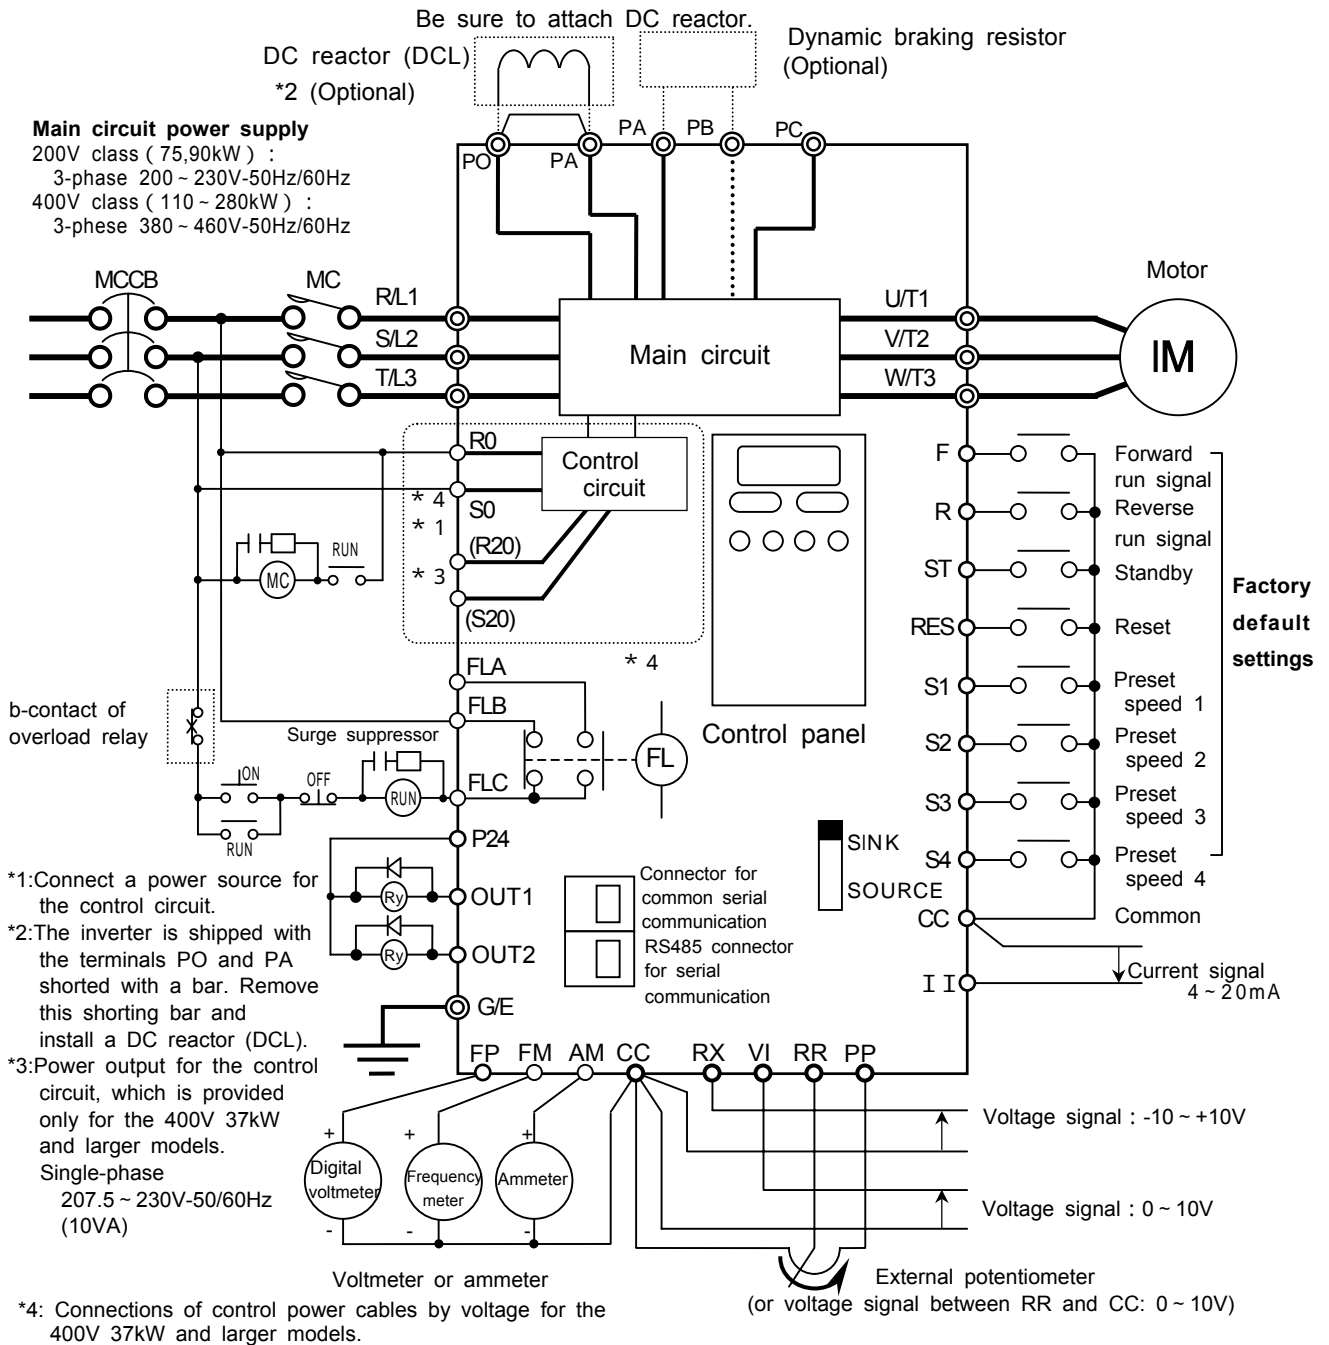 Be sure to attach DC reactor.
DC reactor (DCL)
*2 (Optional)
Dynamic braking resistor
(Optional)
Main circuit power supply
200V class ( 75,90kW ) :
3-phase 200 ~ 230V-50Hz/60Hz
400V class ( 110 ~ 280kW ) :
3-phese 380 ~ 460V-50Hz/60Hz
PO
PA
PA
PB
PC
MCCB
MC
R/L1
S/L2
T/L3
Main circuit
U/T1
V/T2
W/T3
Motor
IM
R0
* 4
S0
* 1
(R20)
* 3
(S20)
Control
circuit
* 4
RUN
MC
F
Forward
run signal
R
Reverse
run signal
ST
Standby
RES
Reset
S1
Preset
speed 1
S2
Preset
speed 2
S3
Preset
speed 3
S4
Preset
speed 4
CC
Common
Factory
default
settings
II
Current signal
4 ~ 20mA
Control panel
SINK
SOURCE
b-contact of
overload relay
Surge suppressor
ON
OFF
RUN
RUN
FLA
FLB
FLC
FL
P24
Ry
OUT1
Ry
OUT2
G/E
Connector for
common serial
communication
RS485 connector
for serial
communication
*1:Connect a power source for
the control circuit.
*2:The inverter is shipped with
the terminals PO and PA
shorted with a bar. Remove
this shorting bar and
install a DC reactor (DCL).
*3:Power output for the control
circuit, which is provided
only for the 400V 37kW
and larger models.
Single-phase
207.5 ~ 230V-50/60Hz
(10VA)
FP FM AM CC RX VI RR PP
+
Digital
voltmeter
-
+
Frequency
meter
-
+
Ammeter
-
Voltmeter or ammeter
Voltage signal : -10 ~ +10V
Voltage signal : 0 ~ 10V
External potentiometer
(or voltage signal between RR and CC: 0 ~ 10V)
*4: Connections of control power cables by voltage for the
400V 37kW and larger models.